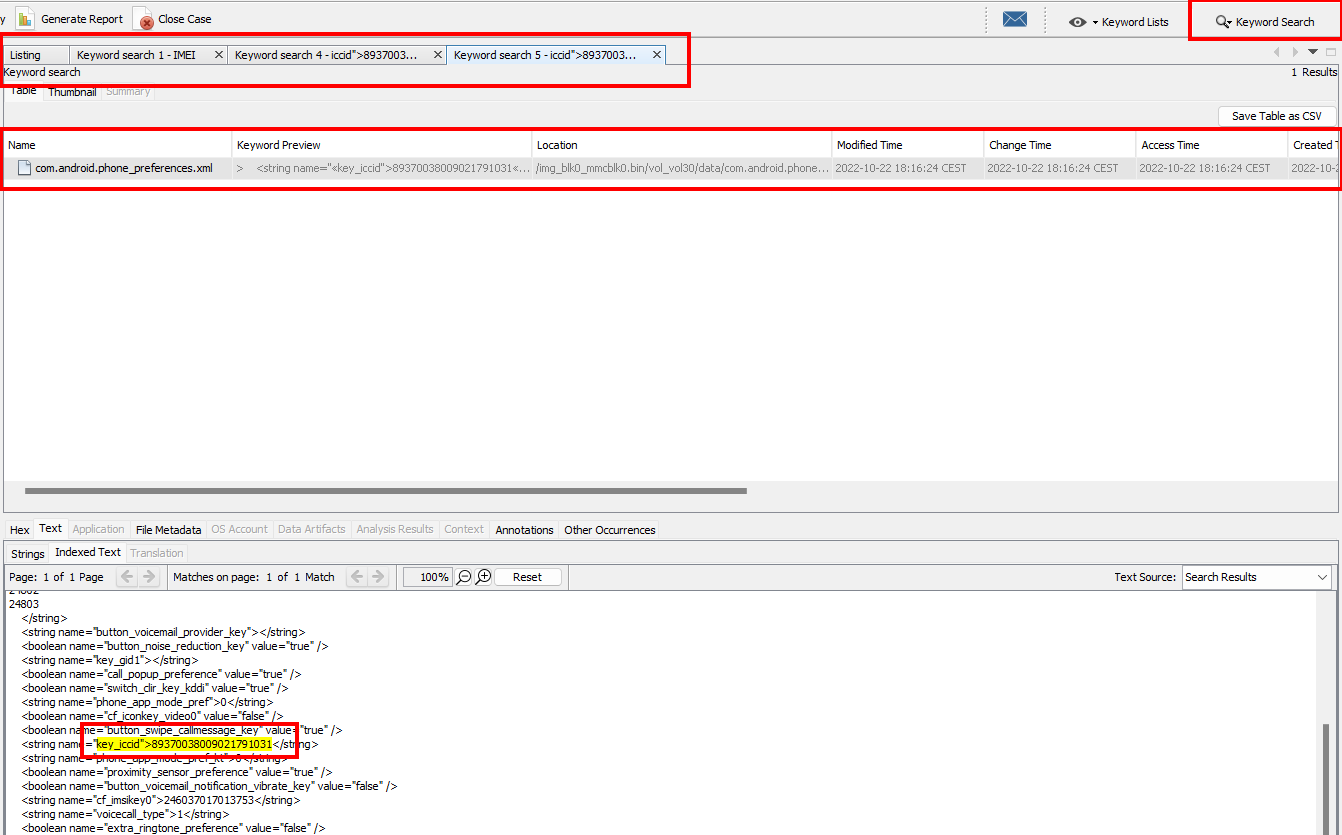 y Generate Report Close Case Keyword Lists Keyword Search
Listing Keyword search 1 - IMEI Keyword search 4 - iccid">8937003... Keyword search 5 - iccid">8937003...
Keyword search 1 Results
Table Thumbnail Summary
Save Table as CSV
Name Keyword Preview Location Modified Time Change Time Access Time Created T
com.android.phone_preferences.xml > <string name="«key_iccid">89370038009021791031«... /img_blk0_mmcblk0.bin/vol_vol30/data/com.android.phone... 2022-10-22 18:16:24 CEST 2022-10-22 18:16:24 CEST 2022-10-22 18:16:24 CEST 2022-10-2
Hex Text Application File Metadata OS Account Data Artifacts Analysis Results Context Annotations Other Occurrences
Strings Indexed Text Translation
Page: 1 of 1 Page Matches on page: 1 of 1 Match 100% Reset Text Source: Search Results
24802
24803
</string>
<string name="button_voicemail_provider_key"></string>
<boolean name="button_noise_reduction_key" value="true" />
<string name="key_gid1"></string>
<boolean name="call_popup_preference" value="true" />
<boolean name="switch_dir_key_kddi" value="true" />
<string name="phone_app_mode_pref">0</string>
<boolean name="cf_iconkey_video0" value="false" />
<boolean name="button_swipe_callmessage_key" value="true" />
<string name="key_iccid">89370038009021791031</string>
<string name="phone_app_mode_pref_kt">0</string>
<boolean name="proximity_sensor_preference" value="true" />
<boolean name="button_voicemail_notification_vibrate_key" value="false" />
<string name="cf_imsikey0">246037017013753</string>
<string name="voicecall_type">1</string>
<boolean name="extra_ringtone_preference" value="false" />